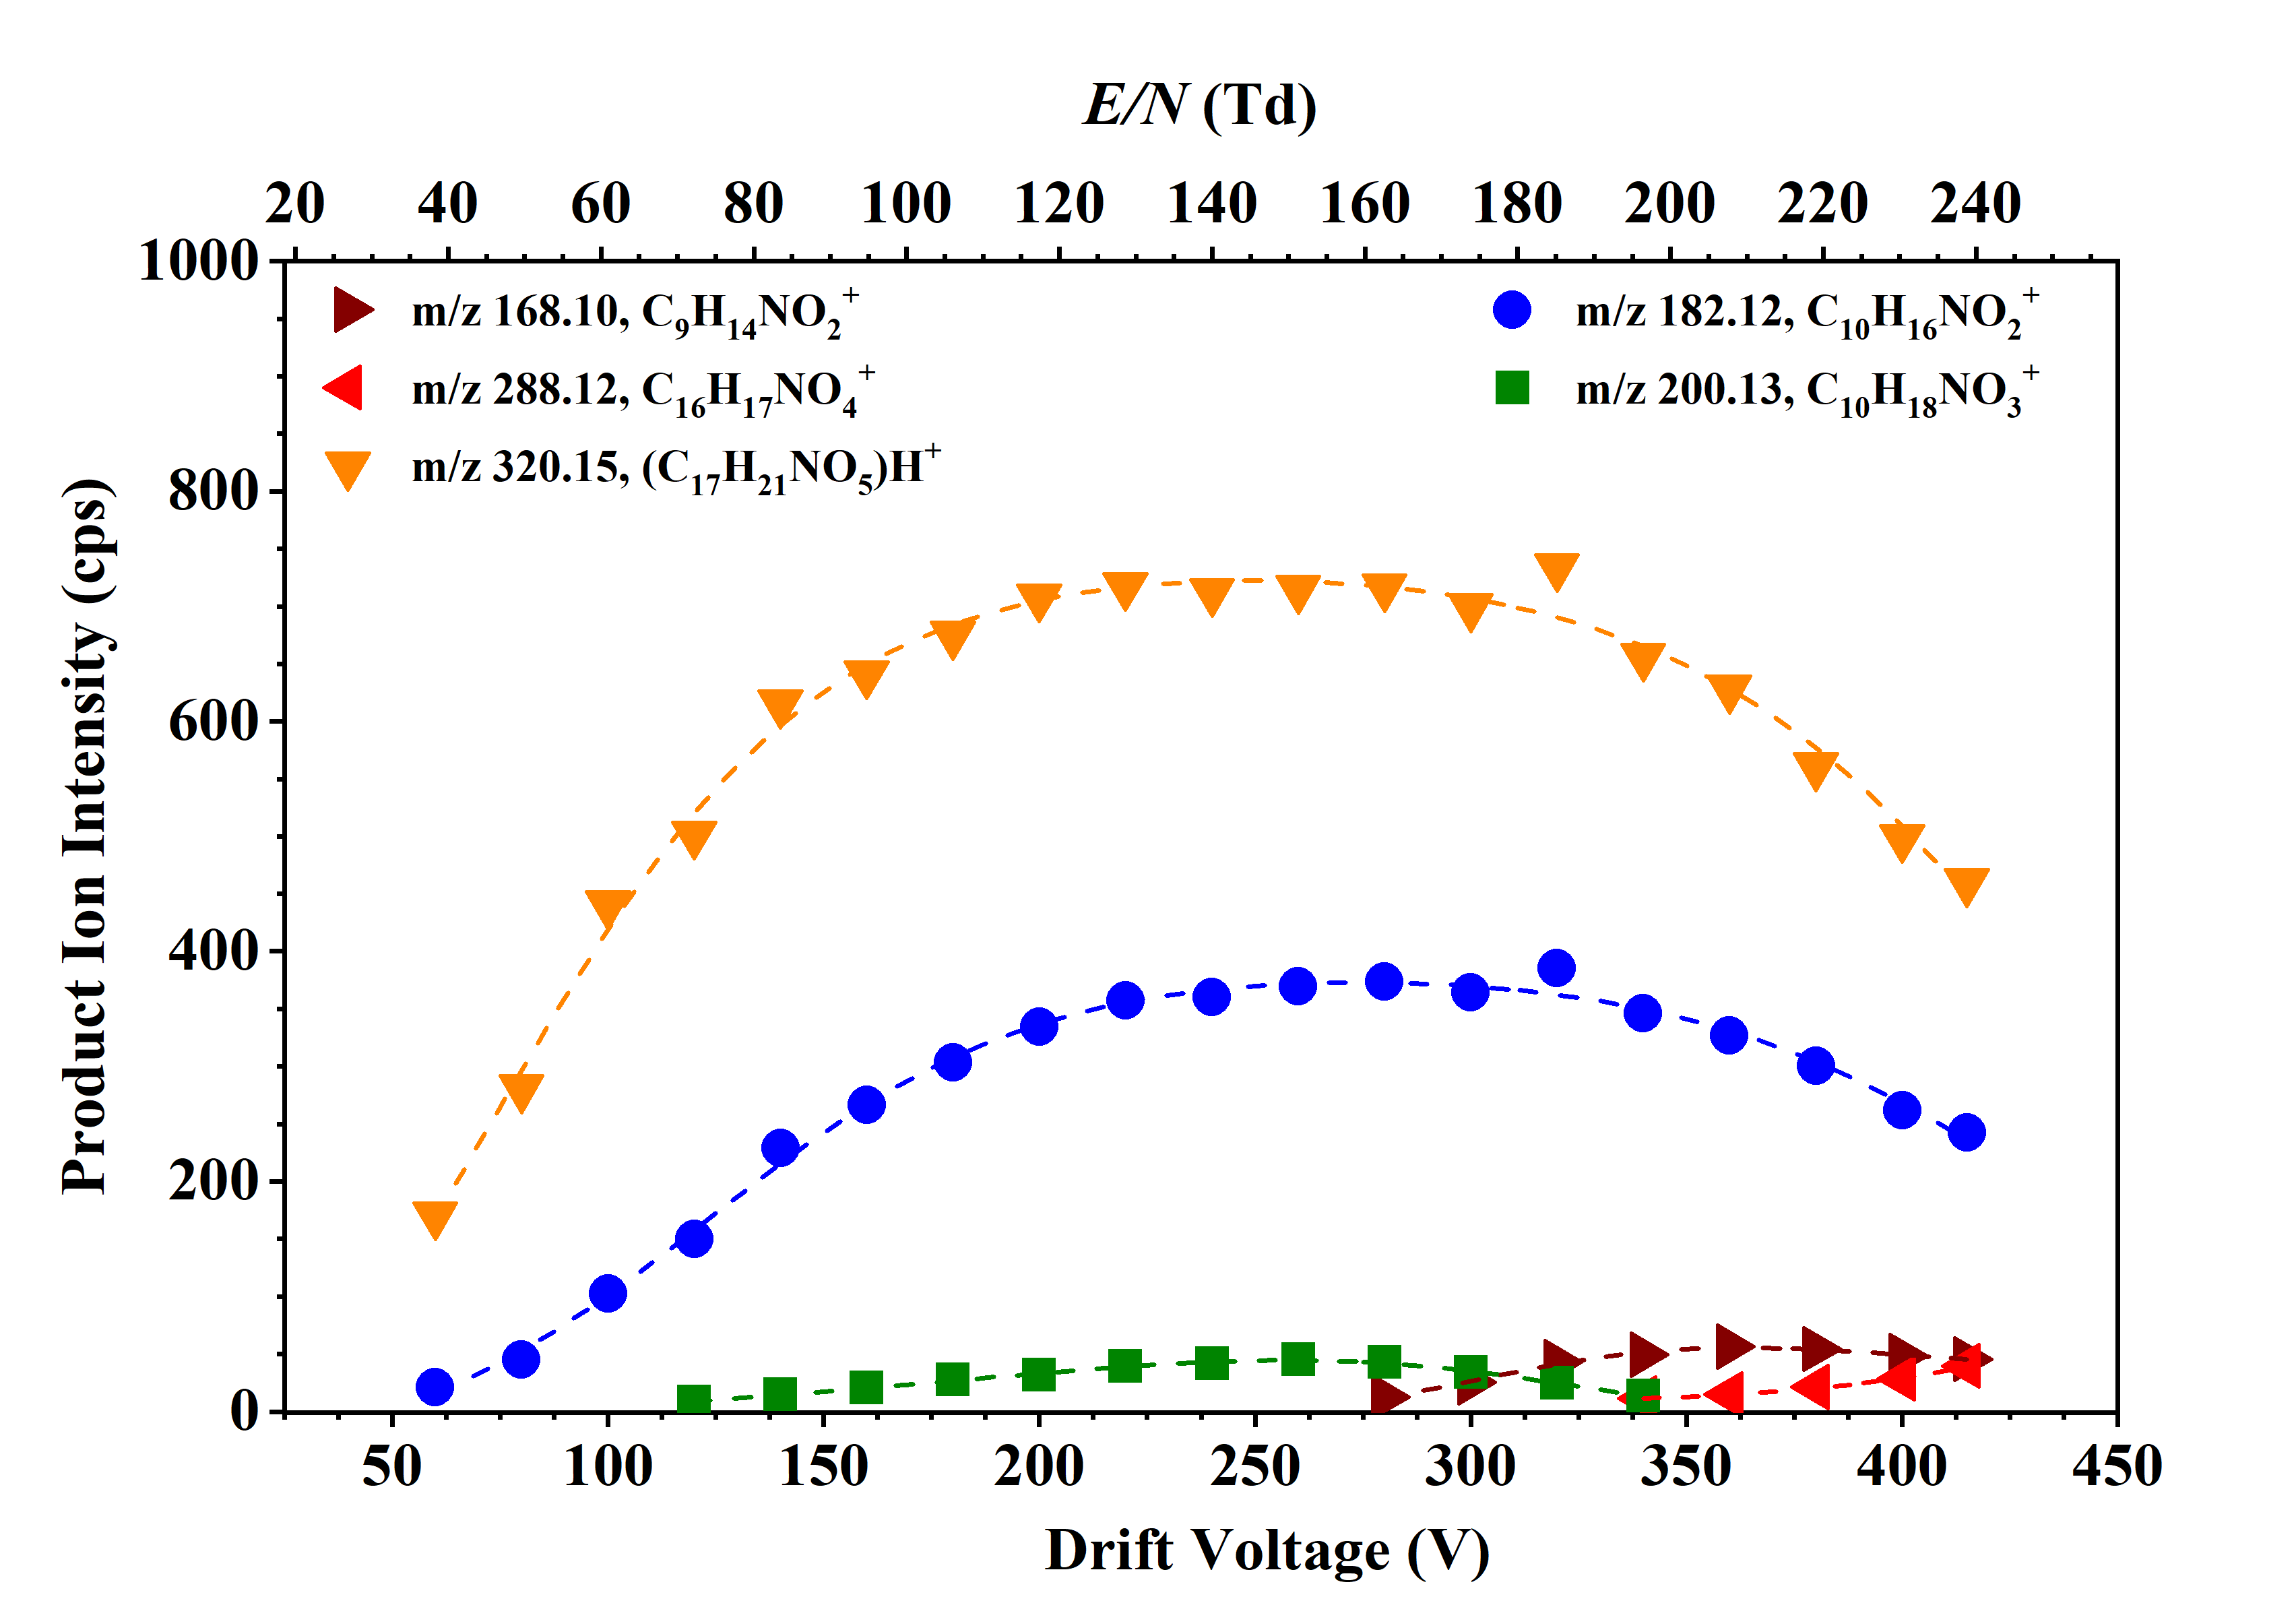 E/N (Td)
20 40 60 80 100 120 140 160 180 200 220 240
1000
800
600
400
200
0
Product Ion Intensity (cps)
m/z 168.10, C₉H₁₄NO₂⁺
m/z 288.12, C₁₆H₁₇NO₄⁺
m/z 320.15, (C₁₇H₂₁NO₅)H⁺
m/z 182.12, C₁₀H₁₆NO₂⁺
m/z 200.13, C₁₀H₁₈NO₃⁺
50 100 150 200 250 300 350 400 450
Drift Voltage (V)